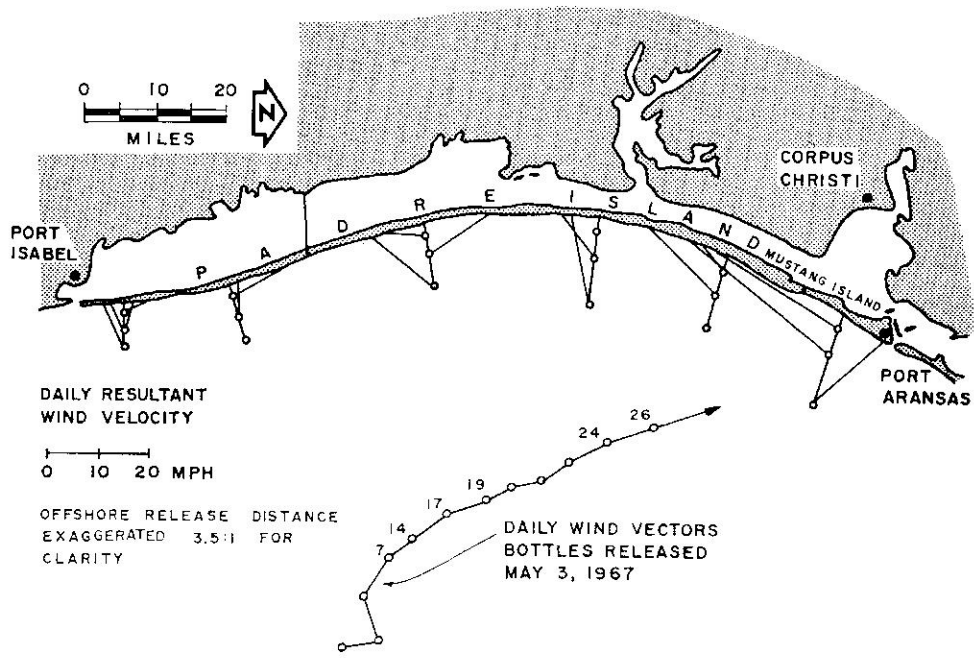 0 10 20
MILES
N
CORPUS
CHRISTI
PORT
ISABEL
PADRE ISLAND
MUSTANG ISLAND
PORT
ARANSAS
DAILY RESULTANT
WIND VELOCITY
0 10 20 MPH
OFFSHORE RELEASE DISTANCE
EXAGGERATED 3.5:1 FOR
CLARITY
26
24
19
17
14
7
DAILY WIND VECTORS
BOTTLES RELEASED
MAY 3, 1967